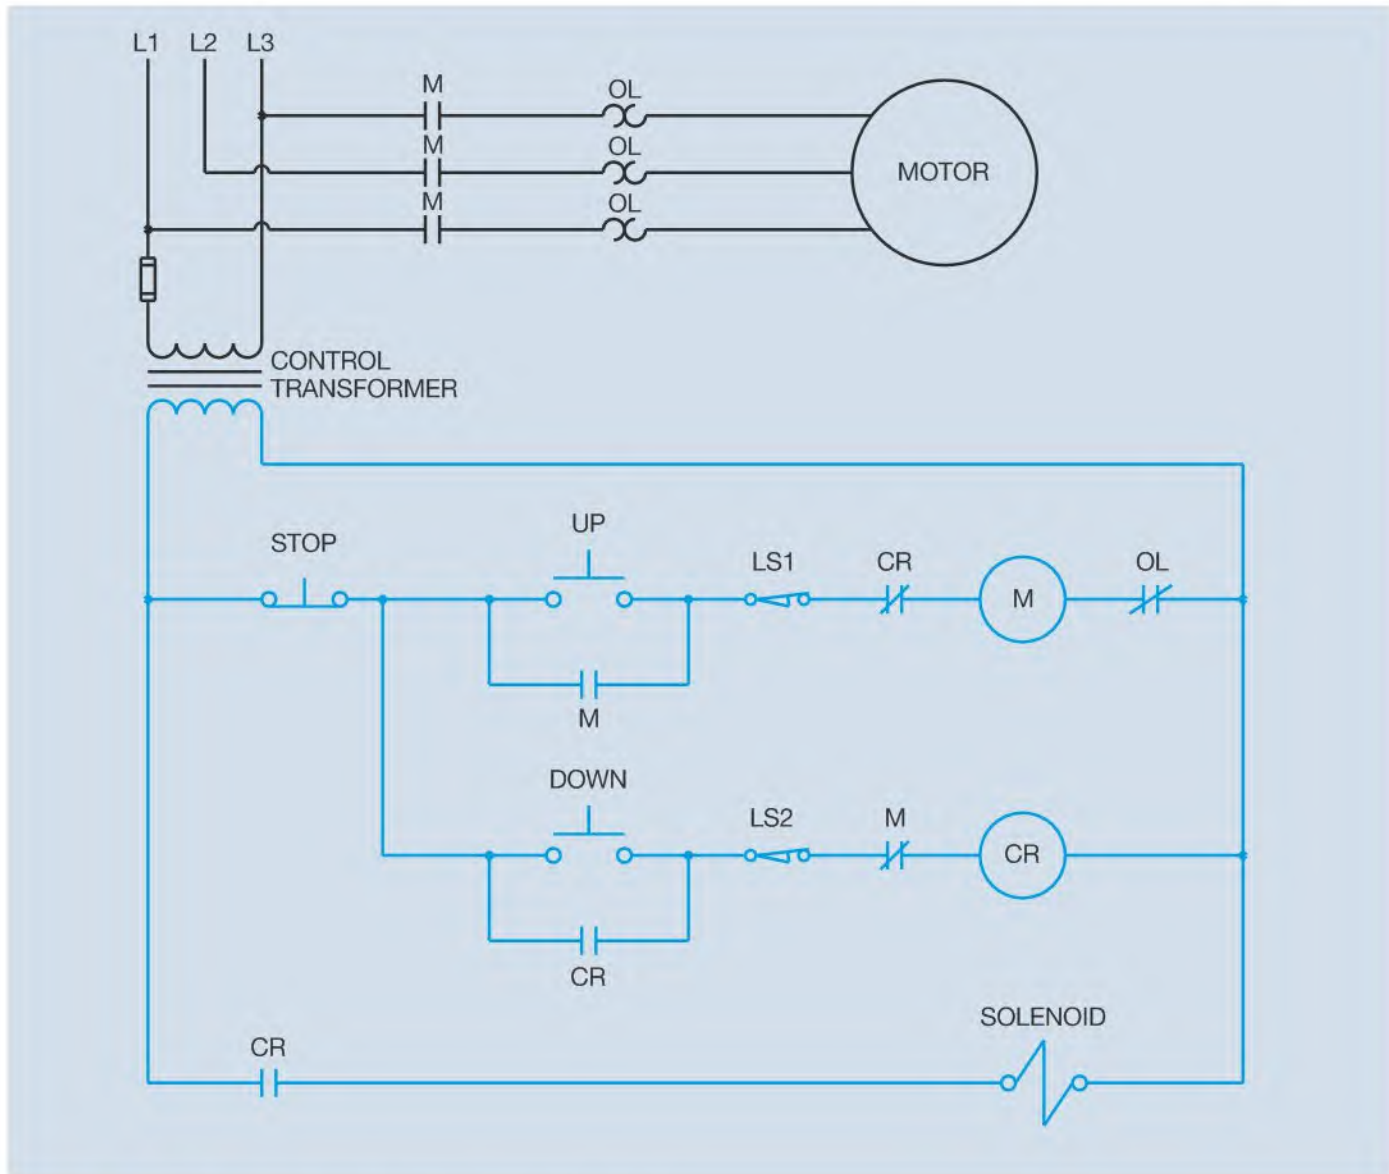 L1 L2 L3
M OL
M OL
M OL
MOTOR
CONTROL
TRANSFORMER
STOP
UP
LS1
CR
M
OL
M
DOWN
LS2
M
CR
CR
SOLENOID
CR